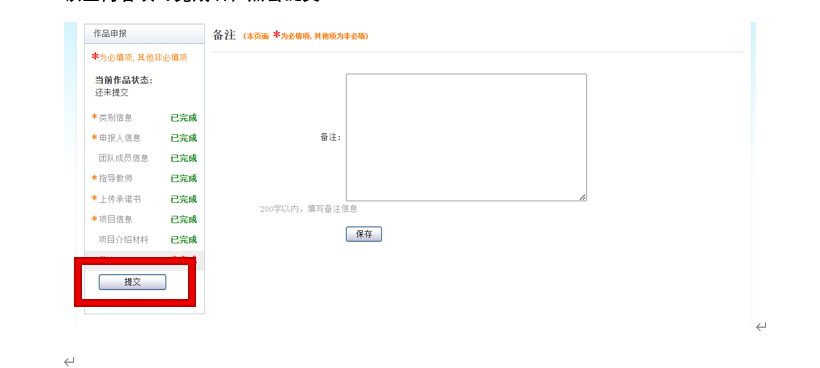 作品申报
*为必填项, 其他非必填项
当前作品状态:
还未提交
* 类别信息 已完成
* 申报人信息 已完成
团队成员信息 已完成
* 指导教师 已完成
* 上传承诺书 已完成
* 项目信息 已完成
项目介绍材料 已完成
提交
备注 (本页面 *为必填项, 其他项为非必填)
备注:
200字以内, 填写备注信息
保存